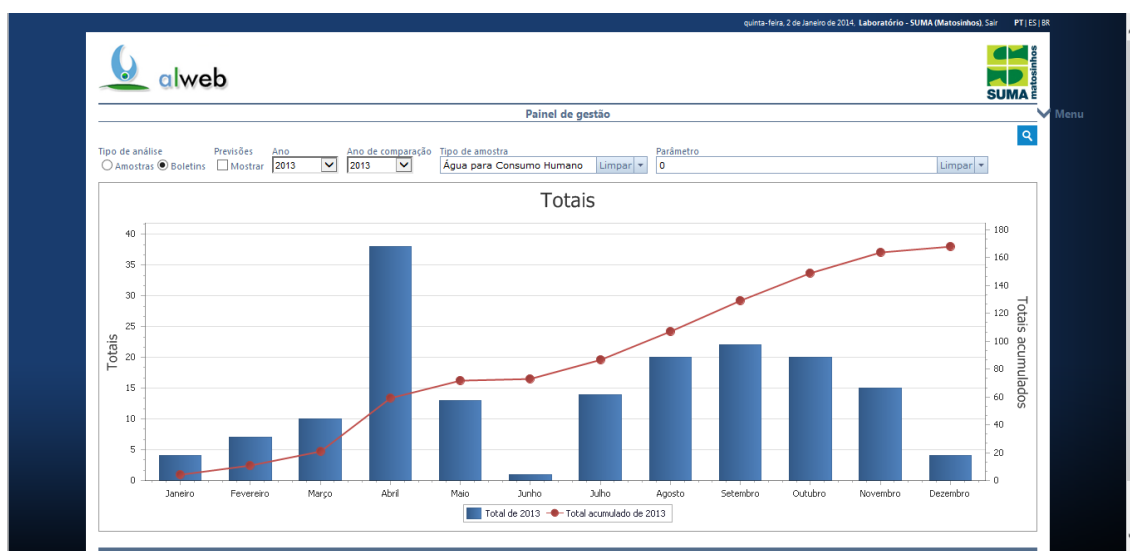 quinta-feira, 2 de Janeiro de 2014, Laboratório - SUMA (Matosinhos). Sair PT | ES | BR
alweb
SUMA
matosinhos
Painel de gestão
Menu
Tipo de análise Previsões Ano Ano de comparação Tipo de amostra Parâmetro
Amostras Boletins Mostrar 2013 2013 Água para Consumo Humano Limpar 0 Limpar
Totais
40
35
30
25
20
15
10
5
0
Totais
180
160
140
120
100
80
60
40
20
0
Totais acumulados
Janeiro Fevereiro Março Abril Maio Junho Julho Agosto Setembro Outubro Novembro Dezembro
Total de 2013 Total acumulado de 2013